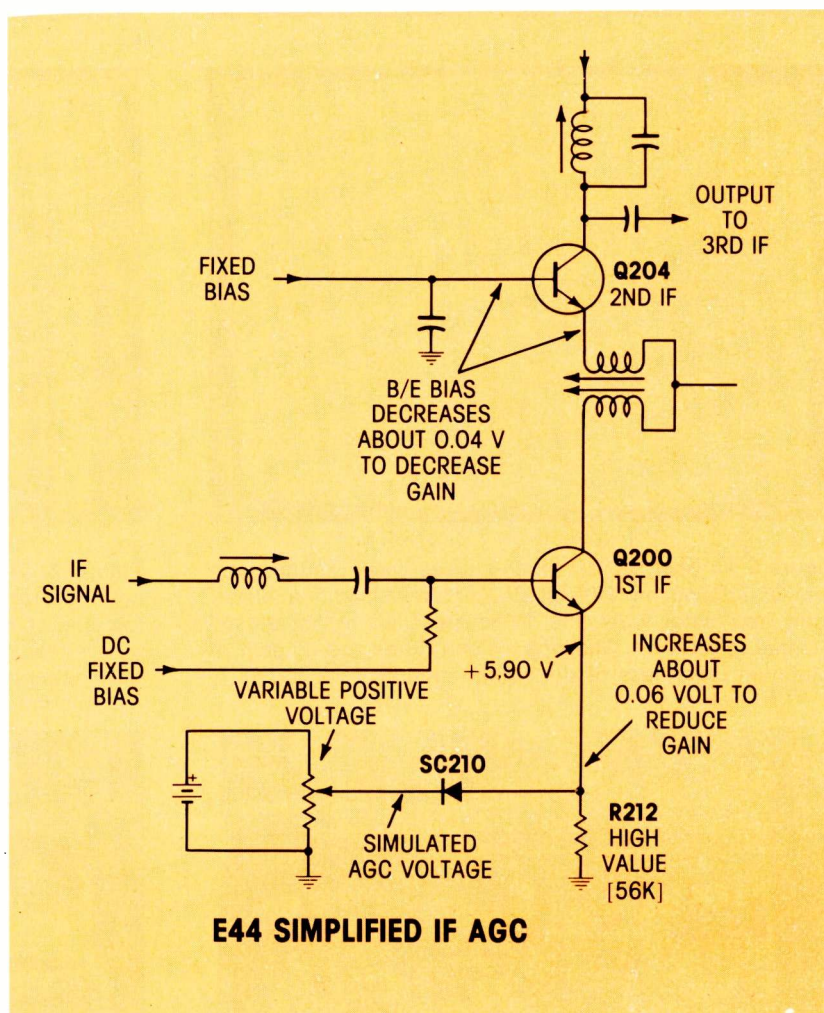 OUTPUT
TO
3RD IF
FIXED
BIAS
Q204
2ND IF
B/E BIAS
DECREASES
ABOUT 0.04 V
TO DECREASE
GAIN
IF
SIGNAL
Q200
1ST IF
DC
FIXED
BIAS
+5.90 V
INCREASES
ABOUT
0.06 VOLT TO
REDUCE
GAIN
VARIABLE POSITIVE
VOLTAGE
+
SC210
SIMULATED
AGC VOLTAGE
R212
HIGH
VALUE
[56K]
E44 SIMPLIFIED IF AGC